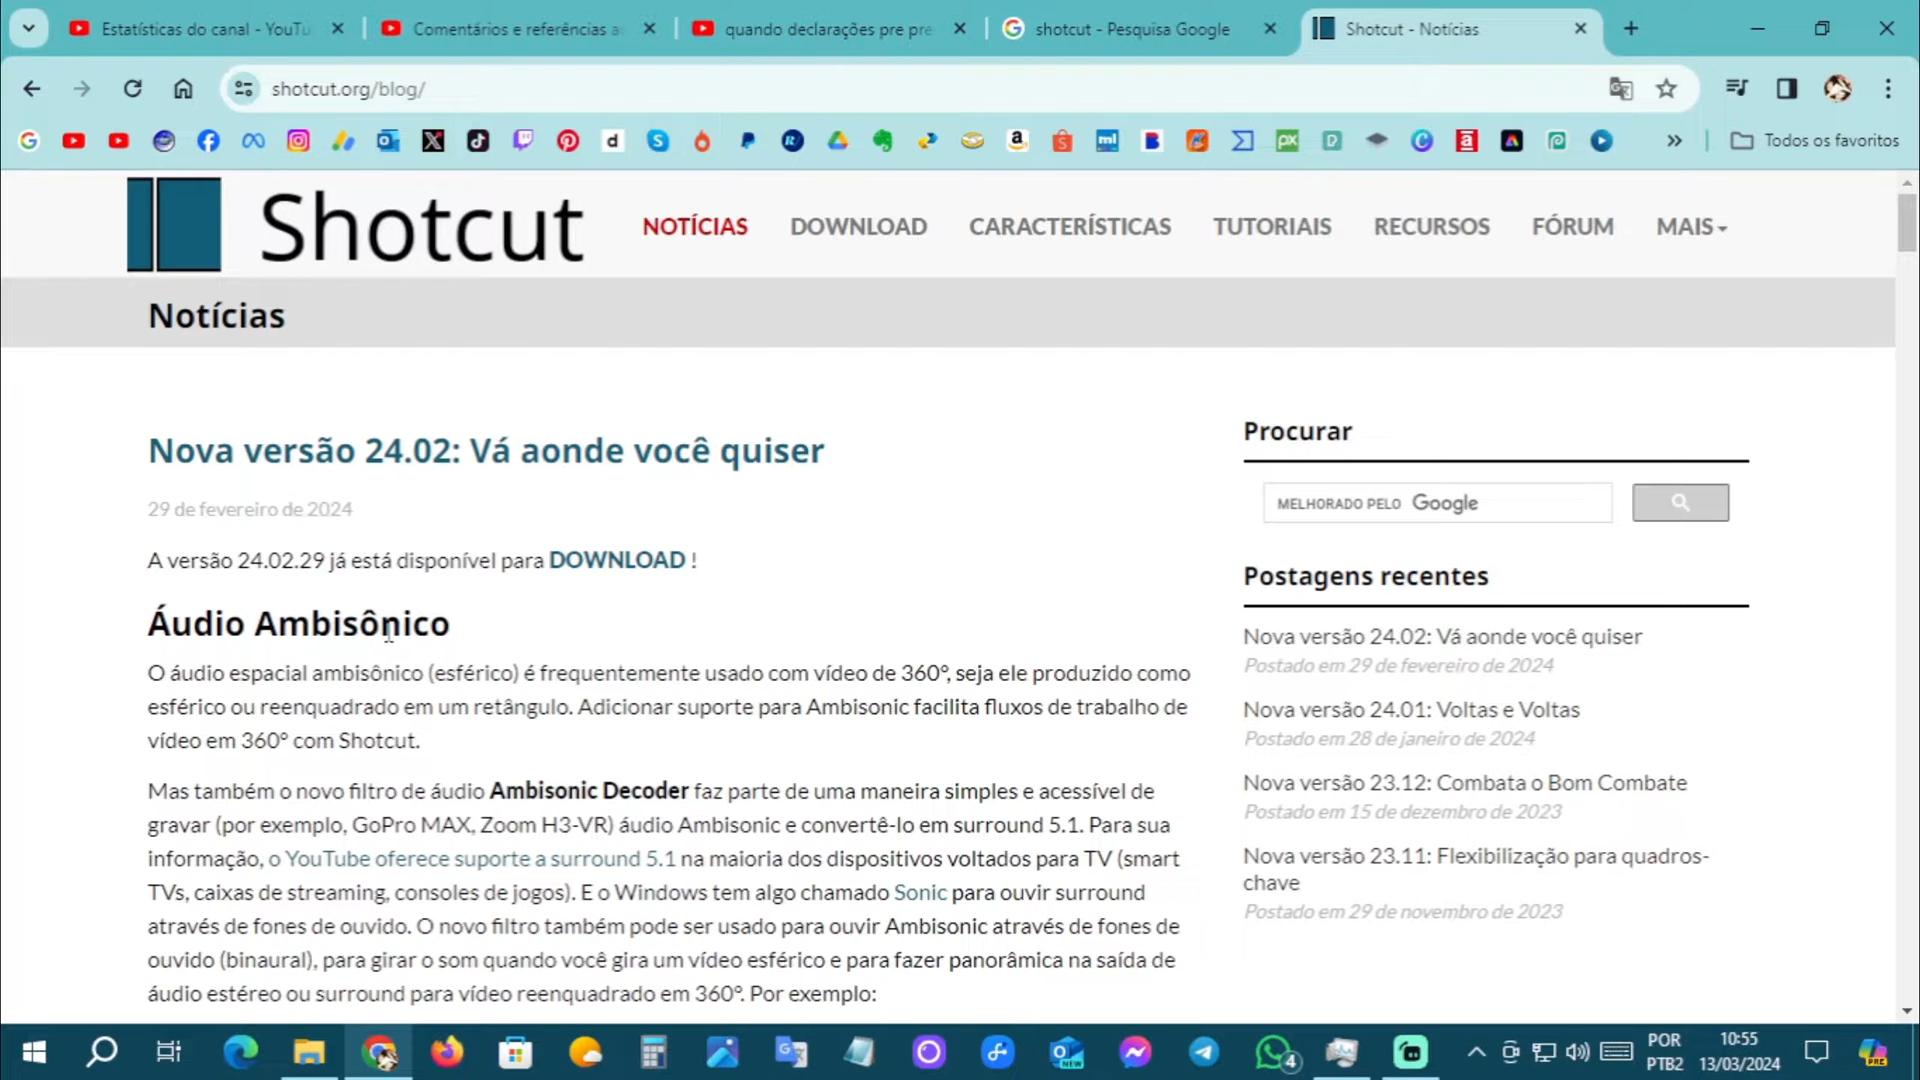 Estatísticas do canal - YouTu
Comentários e referências a
quando declarações pre pre
shotcut - Pesquisa Google
Shotcut - Notícias
shotcut.org/blog/
Todos os favoritos
Shotcut
NOTÍCIAS
DOWNLOAD
CARACTERÍSTICAS
TUTORIAIS
RECURSOS
FÓRUM
MAIS
Notícias
Nova versão 24.02: Vá aonde você quiser
29 de fevereiro de 2024
A versão 24.02.29 já está disponível para DOWNLOAD !
Áudio Ambisônico
O áudio espacial ambisônico (esférico) é frequentemente usado com vídeo de 360°, seja ele produzido como
esférico ou reenquadrado em um retângulo. Adicionar suporte para Ambisonic facilita fluxos de trabalho de
vídeo em 360° com Shotcut.
Mas também o novo filtro de áudio Ambisonic Decoder faz parte de uma maneira simples e acessível de
gravar (por exemplo, GoPro MAX, Zoom H3-VR) áudio Ambisonic e convertê-lo em surround 5.1. Para sua
informação, o YouTube oferece suporte a surround 5.1 na maioria dos dispositivos voltados para TV (smart
TVs, caixas de streaming, consoles de jogos). E o Windows tem algo chamado Sonic para ouvir surround
através de fones de ouvido. O novo filtro também pode ser usado para ouvir Ambisonic através de fones de
ouvido (binaural), para girar o som quando você gira um vídeo esférico e para fazer panorâmica na saída de
áudio estéreo ou surround para vídeo reenquadrado em 360°. Por exemplo:
Procurar
MELHORADO PELO Google
Postagens recentes
Nova versão 24.02: Vá aonde você quiser
Postado em 29 de fevereiro de 2024
Nova versão 24.01: Voltas e Voltas
Postado em 28 de janeiro de 2024
Nova versão 23.12: Combata o Bom Combate
Postado em 15 de dezembro de 2023
Nova versão 23.11: Flexibilização para quadros-
chave
Postado em 29 de novembro de 2023
POR
PTB2
10:55
13/03/2024